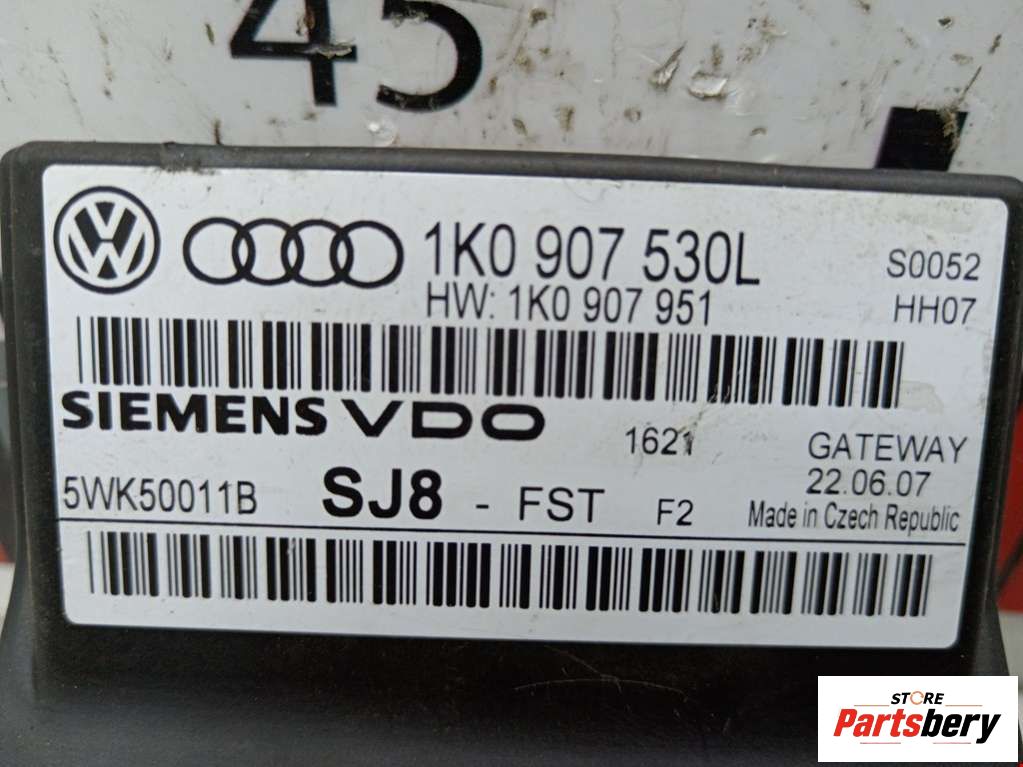 45
1K0 907 530L
S0052
HW: 1K0 907 951
HH07
SIEMENS VDO
1621
GATEWAY
5WK50011B
SJ8 - FST F2
22.06.07
Made in Czech Republic
STORE
Partsbery